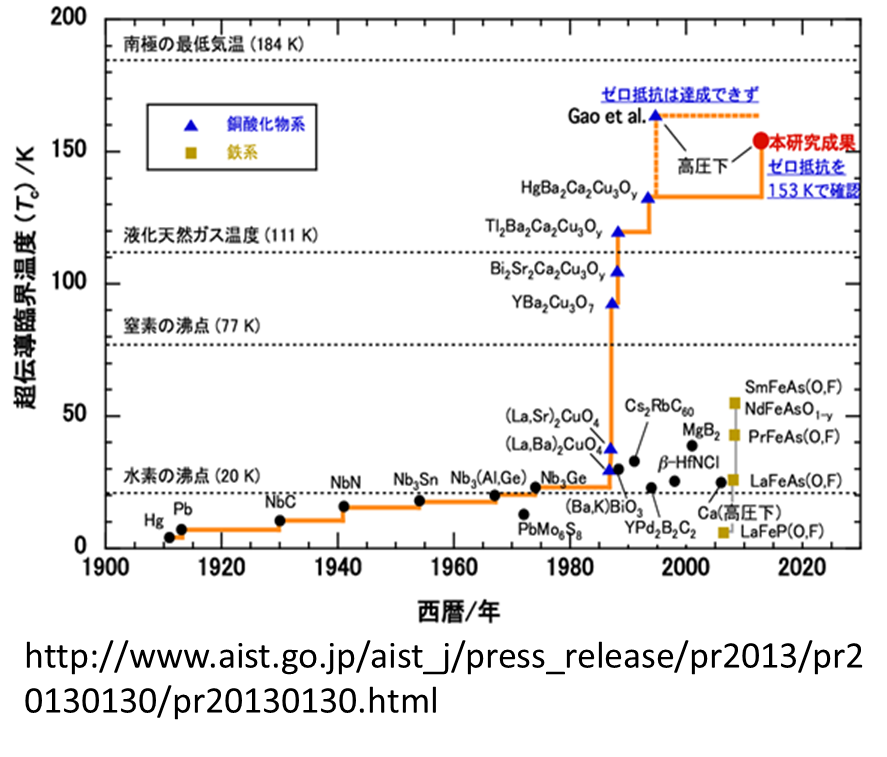 200
南極の最低気温 (184 K)
ゼロ抵抗は達成できず
Gao et al.
銅酸化物系
鉄系
150
本研究成果
高圧下
ゼロ抵抗を
153 Kで確認
HgBa2Ca2Cu3Oy
Tl2Ba2Ca2Cu3Oy
液化天然ガス温度 (111 K)
Bi2Sr2Ca2Cu3Oy
100
YBa2Cu3O7
窒素の沸点 (77 K)
超伝導臨界温度 (Tc) /K
SmFeAs(O,F)
Cs2RbC60
NdFeAsO1-y
50
(La,Sr)2CuO4
MgB2
PrFeAs(O,F)
(La,Ba)2CuO4
β-HfNCl
水素の沸点 (20 K)
Nb3Sn
Nb3(Al,Ge)
Nb3Ge
LaFeAs(O,F)
NbN
NbC
(Ba,K)BiO3
Ca(高圧下)
Hg
Pb
PbMo6S8
YPd2B2C2
LaFeP(O,F)
0
1900
1920
1940
1960
1980
2000
2020
西暦/年
http://www.aist.go.jp/aist_j/press_release/pr2013/pr2
0130130/pr20130130.html